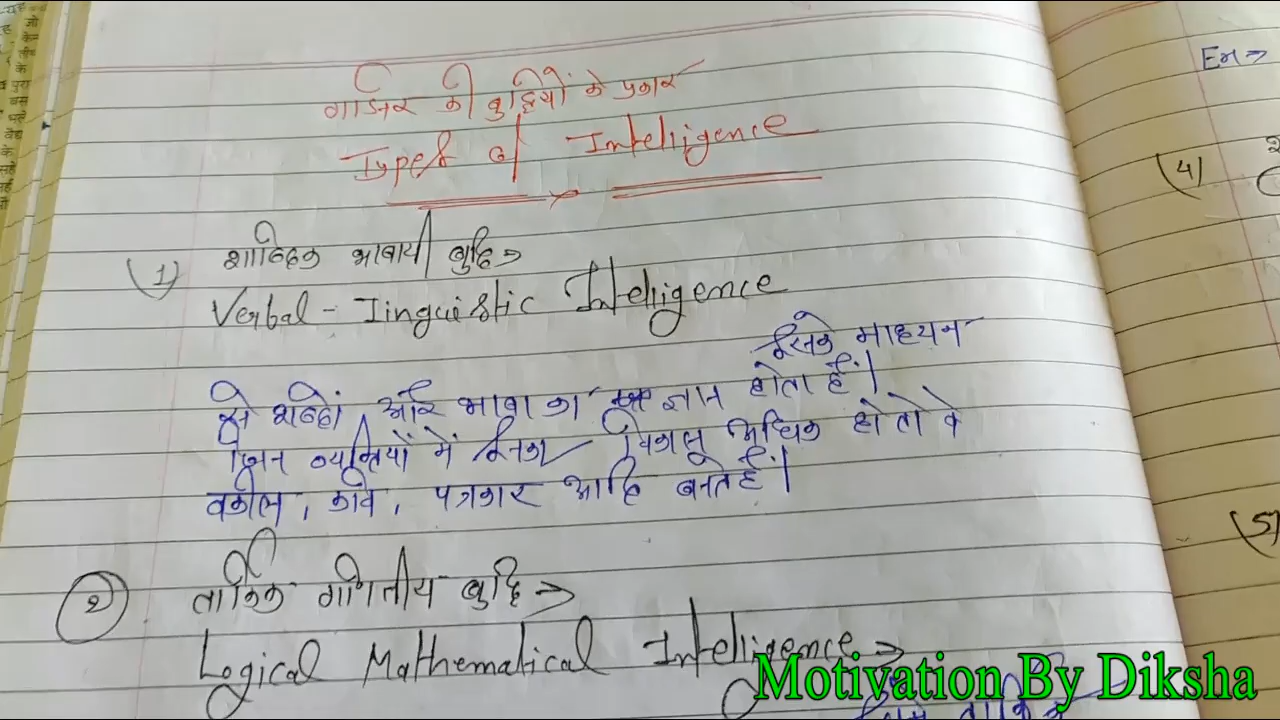 गार्डनर की बुद्धियों के प्रकार
Types of Intelligence
(1) शाब्दिक भाषायी बुद्धि→
Verbal - linguistic Intelligence
इसके माध्यम
से शब्दों और भाषा का ज्ञान होता है।
जिन व्यक्तियों में इनका अधिक हो तो वे
वकील, कवि, पत्रकार आदि बनते हैं।
(2) तार्किक गणितीय बुद्धि→
Logical Mathematical Intelligence→
Ex→
(4)
(5)
Motivation By Diksha